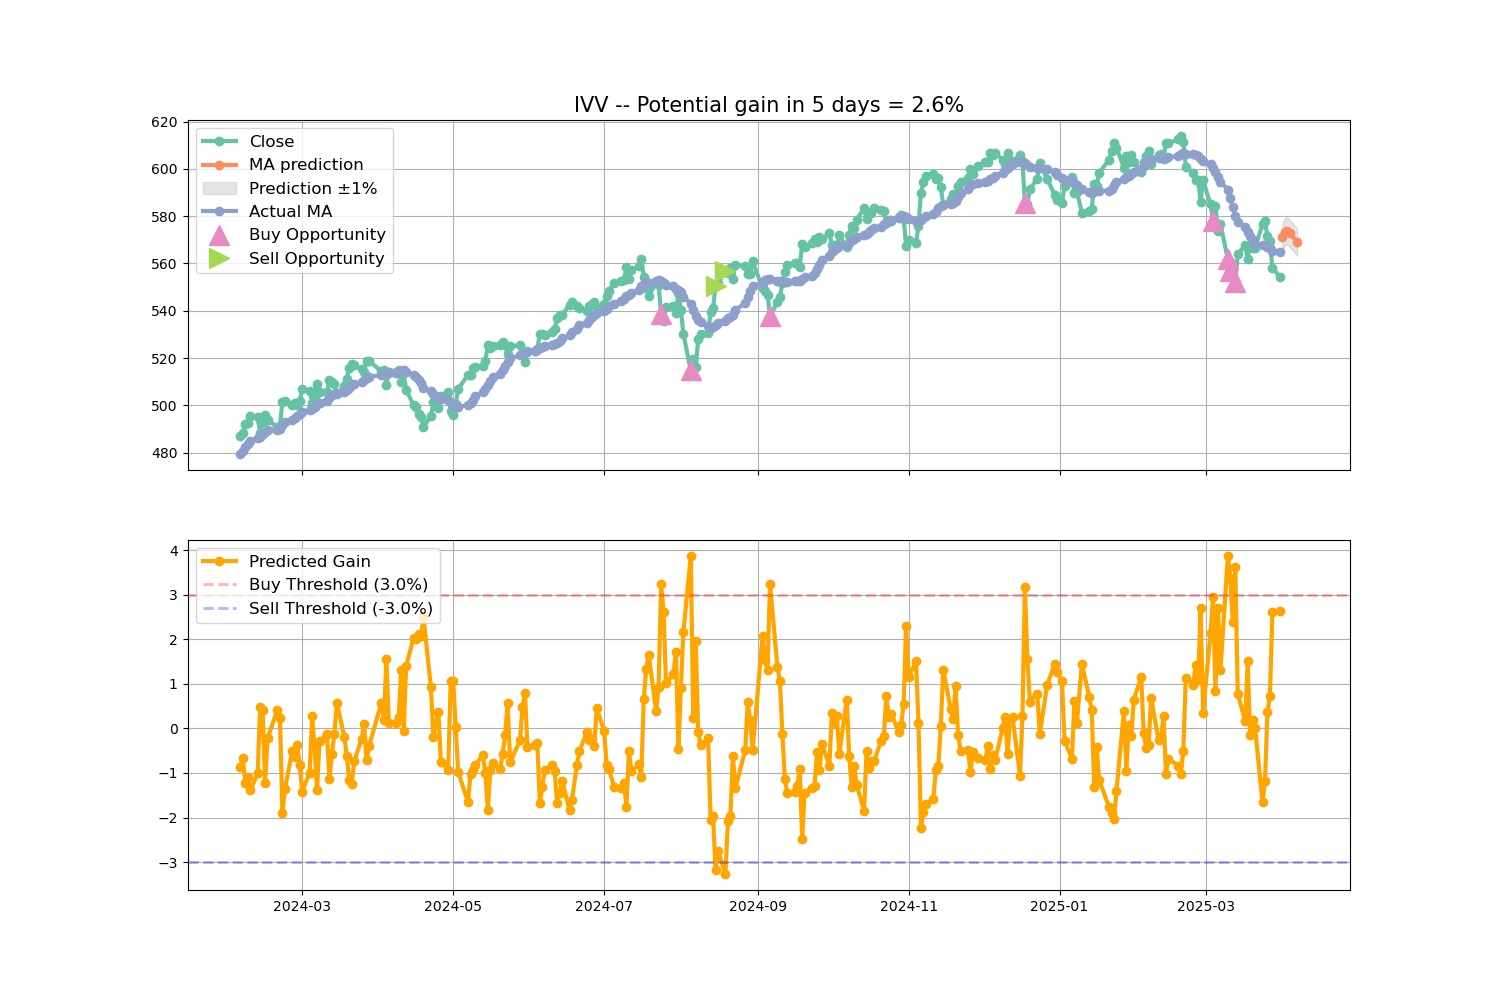 IVV -- Potential gain in 5 days = 2.6%
620
600
580
560
540
520
500
480
Close
MA prediction
Prediction ±1%
Actual MA
Buy Opportunity
Sell Opportunity
4
3
2
1
0
−1
−2
−3
Predicted Gain
Buy Threshold (3.0%)
Sell Threshold (-3.0%)
2024-03
2024-05
2024-07
2024-09
2024-11
2025-01
2025-03